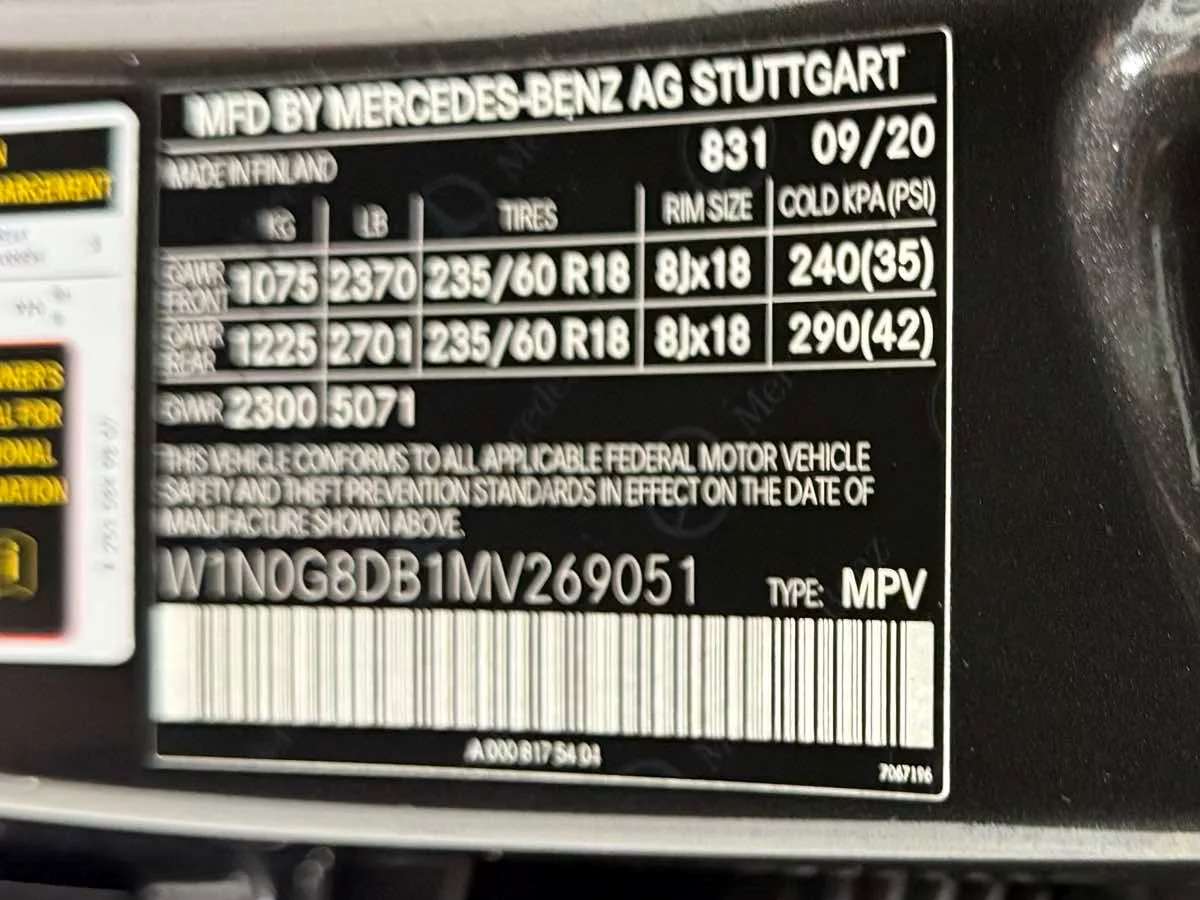 MFD BY MERCEDES-BENZ AG STUTTGART
MADE IN FINLAND 831 09/20
KG LB TIRES RIM SIZE COLD KPA (PSI)
GAWR FRONT 1075 2370 235/60 R18 8Jx18 240(35)
GAWR REAR 1225 2701 235/60 R18 8Jx18 290(42)
GVWR 2300 5071
THIS VEHICLE CONFORMS TO ALL APPLICABLE FEDERAL MOTOR VEHICLE
SAFETY AND THEFT PREVENTION STANDARDS IN EFFECT ON THE DATE OF
MANUFACTURE SHOWN ABOVE.
W1N0G8DB1MV269051 TYPE: MPV
A 000 817 54 04
7067196